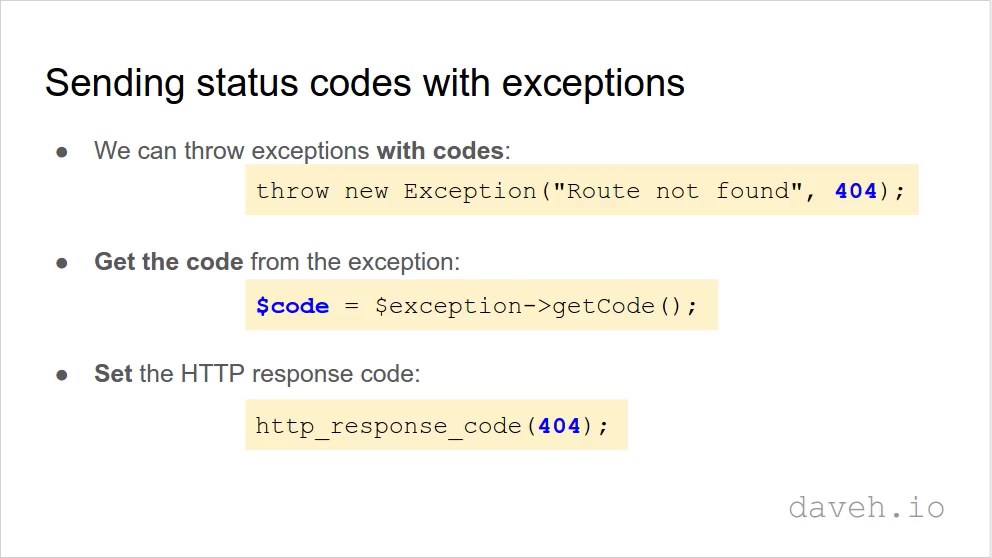 Sending status codes with exceptions
● We can throw exceptions with codes:
throw new Exception("Route not found", 404);
● Get the code from the exception:
$code = $exception->getCode();
● Set the HTTP response code:
http_response_code(404);
daveh.io